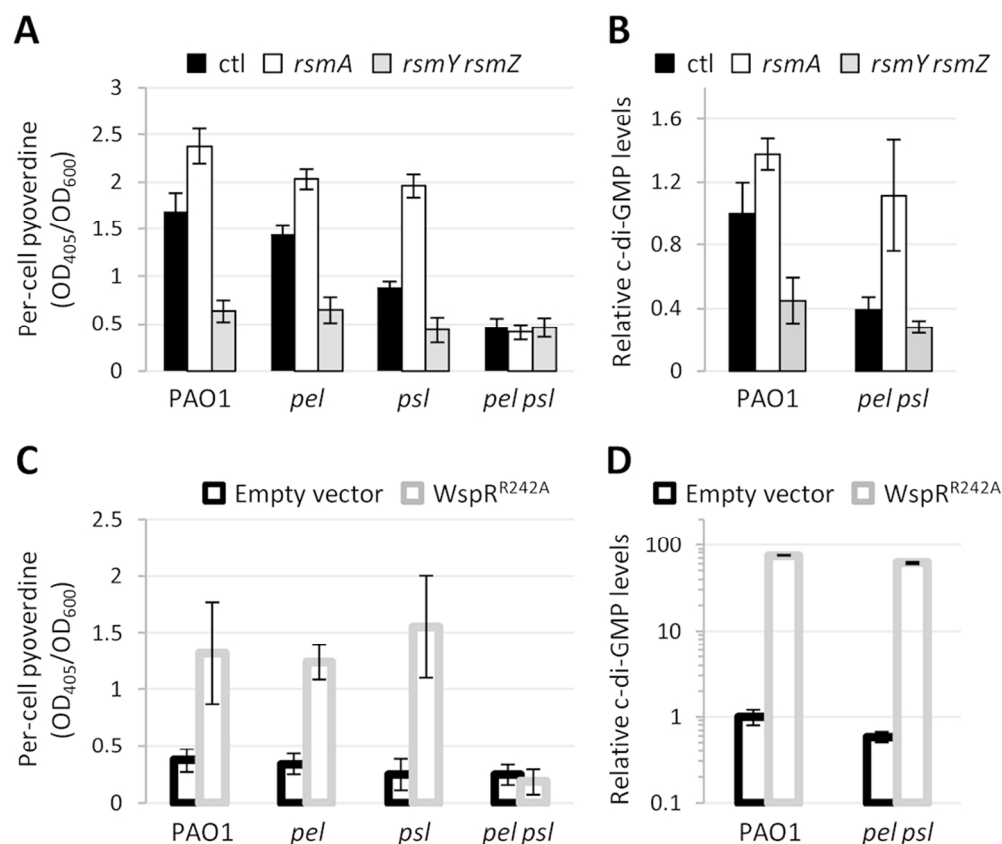 A
ctl rsmA rsmY rsmZ
Per-cell pyoverdine
(OD405/OD600)
3
2.5
2
1.5
1
0.5
0
PAO1 pel psl pel psl
B
ctl rsmA rsmY rsmZ
Relative c-di-GMP levels
1.6
1.2
0.8
0.4
0
PAO1 pel psl
C
Empty vector WspR^R242A
Per-cell pyoverdine
(OD405/OD600)
2.5
2
1.5
1
0.5
0
PAO1 pel psl pel psl
D
Empty vector WspR^R242A
Relative c-di-GMP levels
100
10
1
0.1
PAO1 pel psl